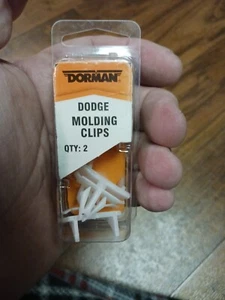 DORMAN
DODGE
MOLDING
CLIPS
QTY: 2